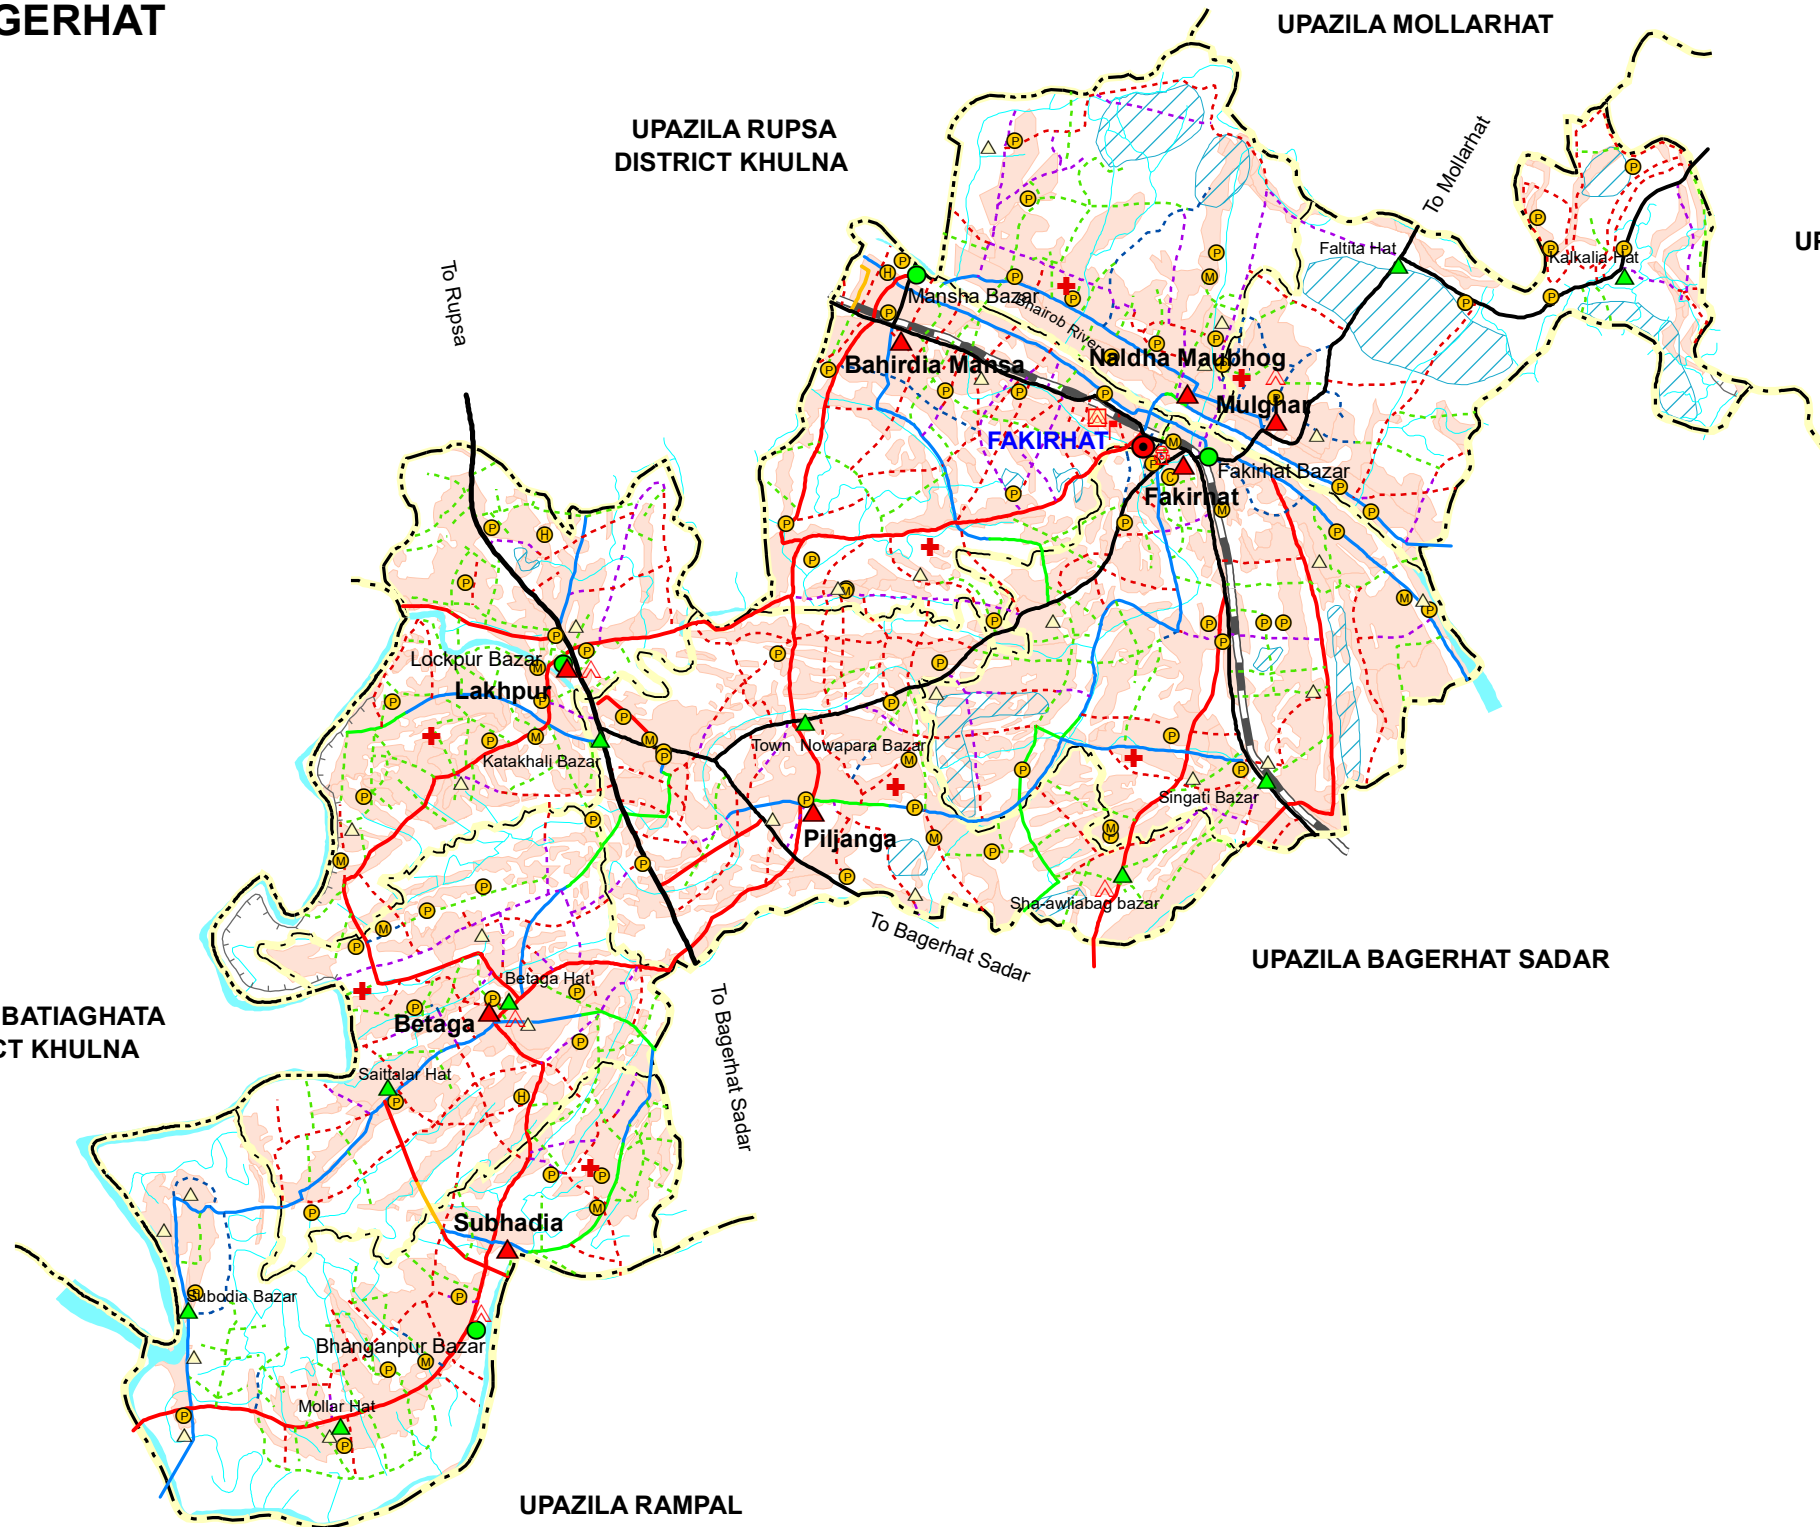 GERHAT
UPAZILA MOLLARHAT
UPAZILA RUPSA
DISTRICT KHULNA
To Mollarhat
UP
Faltita Hat
Kalkalia Hat
To Rupsa
Mansha Bazar
Bhairob River
Bahirdia Mansa
Naldha Maubhog
Mulghar
FAKIRHAT
Fakirhat Bazar
Fakirhat
Lockpur Bazar
Lakhpur
Katakhali Bazar
Town Nowapara Bazar
Singati Bazar
Piljanga
Sha-awliabag bazar
To Bagerhat Sadar
UPAZILA BAGERHAT SADAR
Betaga Hat
BATIAGHATA
CT KHULNA
Betaga
To Bagerhat Sadar
Saittalar Hat
Subhadia
Subodia Bazar
Bhanganpur Bazar
Mollar Hat
UPAZILA RAMPAL